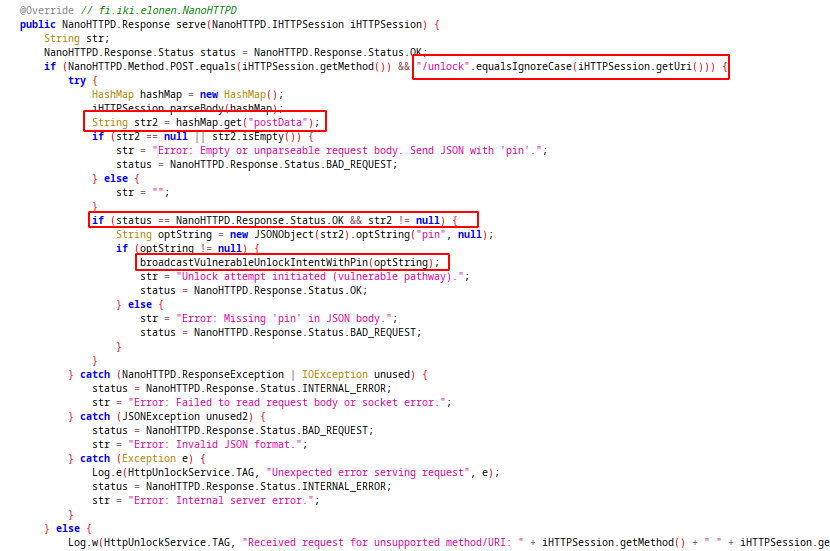 @Override // fi.iki.elonen.NanoHTTPD
public NanoHTTPD.Response serve(NanoHTTPD.IHTTPSession iHTTPSession) {
String str;
NanoHTTPD.Response.Status status = NanoHTTPD.Response.Status.OK;
if (NanoHTTPD.Method.POST.equals(iHTTPSession.getMethod()) && "/unlock".equalsIgnoreCase(iHTTPSession.getUri())) {
try {
HashMap hashMap = new HashMap();
iHTTPSession.parseBody(hashMap);
String str2 = hashMap.get("postData");
if (str2 == null || str2.isEmpty()) {
str = "Error: Empty or unparseable request body. Send JSON with 'pin'.";
status = NanoHTTPD.Response.Status.BAD_REQUEST;
} else {
str = "";
}
if (status == NanoHTTPD.Response.Status.OK && str2 != null) {
String optString = new JSONObject(str2).optString("pin", null);
if (optString != null) {
broadcastVulnerableUnlockIntentWithPin(optString);
str = "Unlock attempt initiated (vulnerable pathway).";
status = NanoHTTPD.Response.Status.OK;
} else {
str = "Error: Missing 'pin' in JSON body.";
status = NanoHTTPD.Response.Status.BAD_REQUEST;
}
}
} catch (NanoHTTPD.ResponseException | IOException unused) {
status = NanoHTTPD.Response.Status.INTERNAL_ERROR;
str = "Error: Failed to read request body or socket error.";
} catch (JSONException unused2) {
status = NanoHTTPD.Response.Status.BAD_REQUEST;
str = "Error: Invalid JSON format.";
} catch (Exception e) {
Log.e(HttpUnlockService.TAG, "Unexpected error serving request", e);
status = NanoHTTPD.Response.Status.INTERNAL_ERROR;
str = "Error: Internal server error.";
}
} else {
Log.w(HttpUnlockService.TAG, "Received request for unsupported method/URI: " + iHTTPSession.getMethod() + " " + iHTTPSession.ge